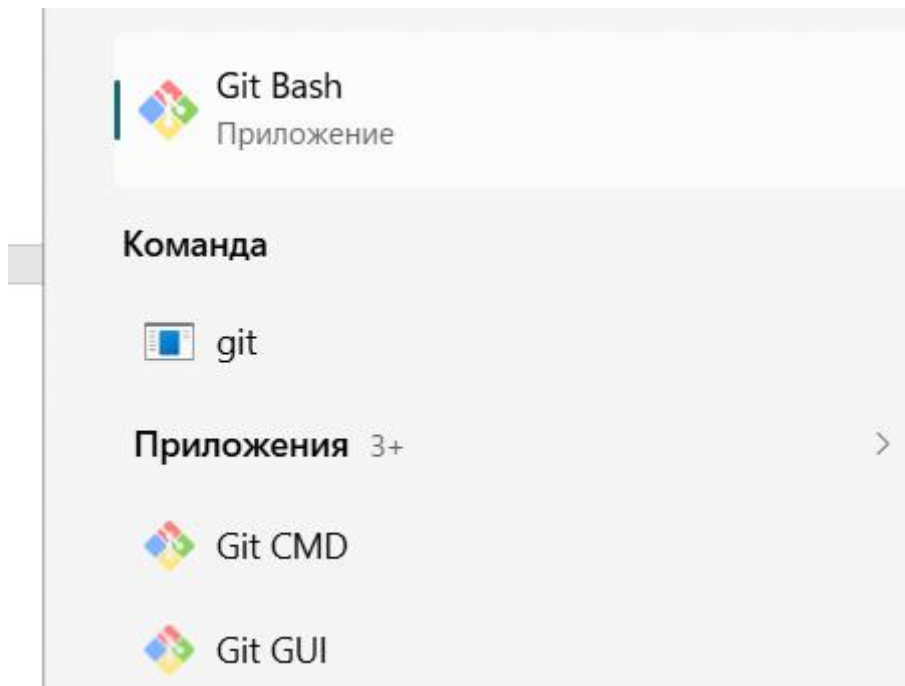 Git Bash
Приложение
Команда
git
Приложения 3+
Git CMD
Git GUI